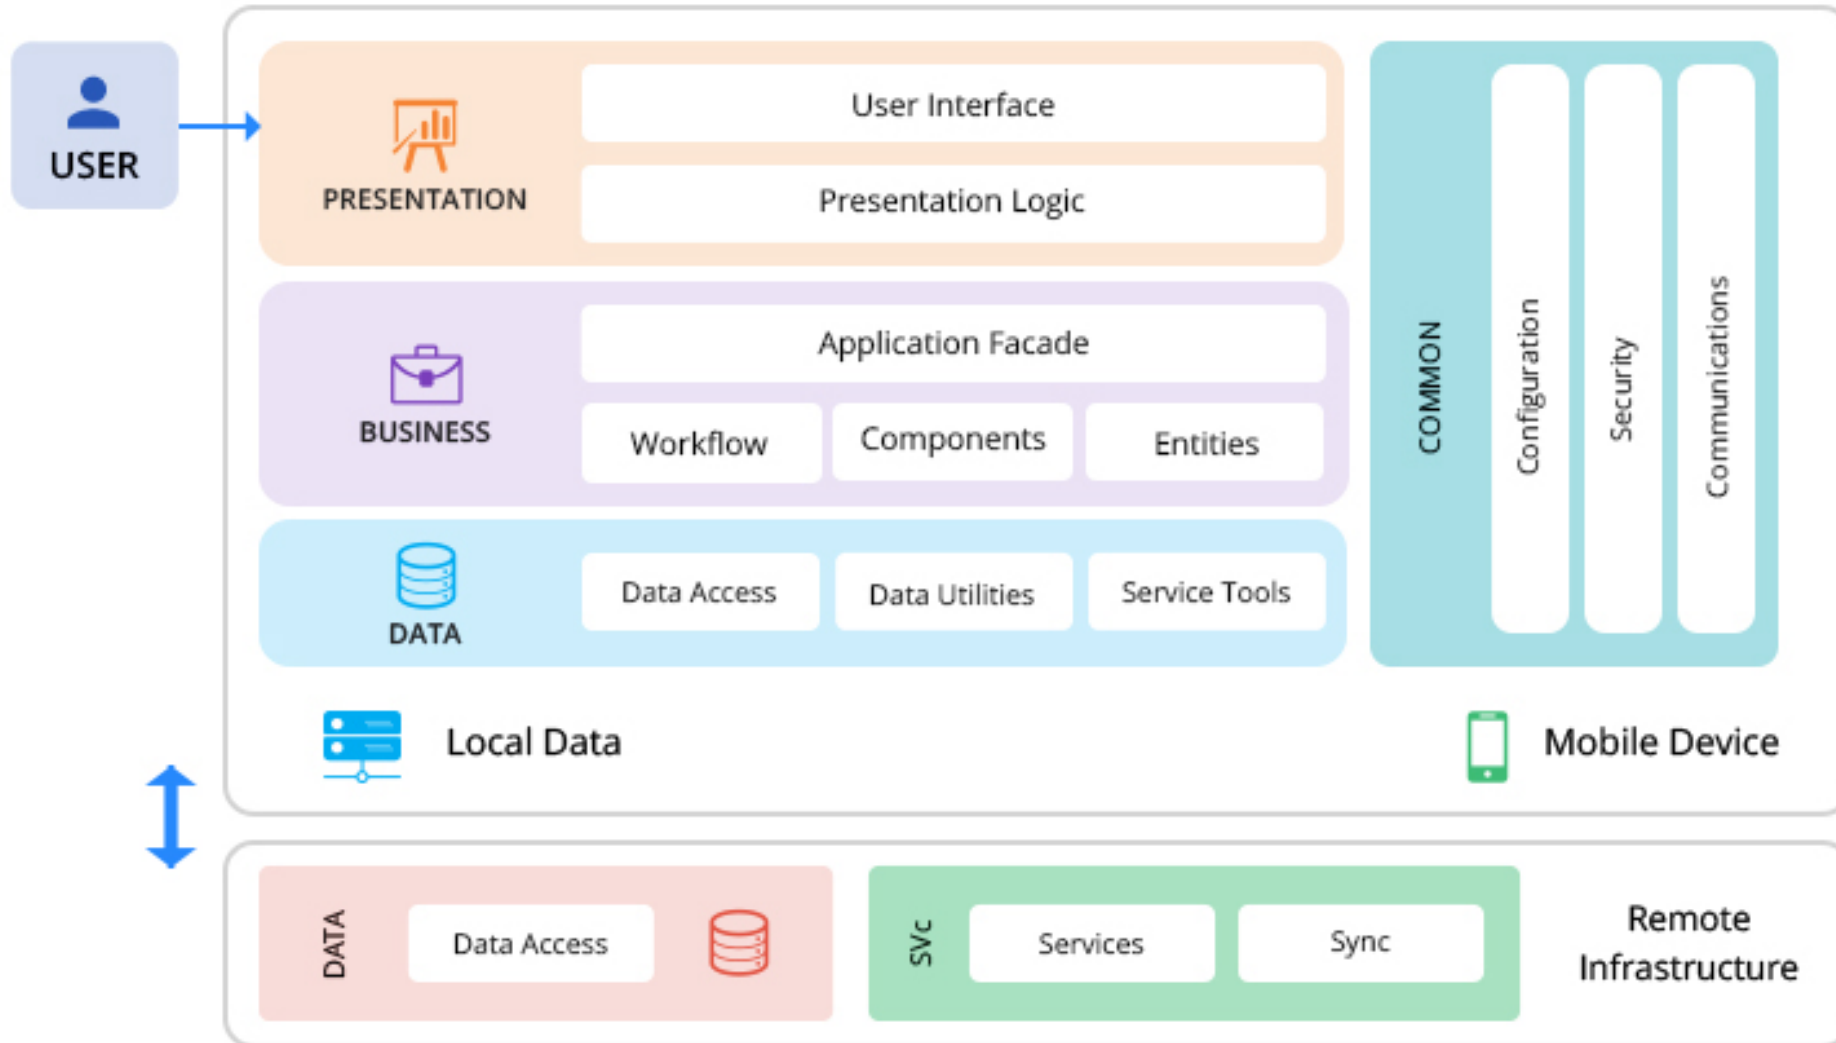 USER
PRESENTATION
User Interface
Presentation Logic
BUSINESS
Application Facade
Workflow
Components
Entities
DATA
Data Access
Data Utilities
Service Tools
COMMON
Configuration
Security
Communications
Local Data
Mobile Device
DATA
Data Access
SVc
Services
Sync
Remote
Infrastructure